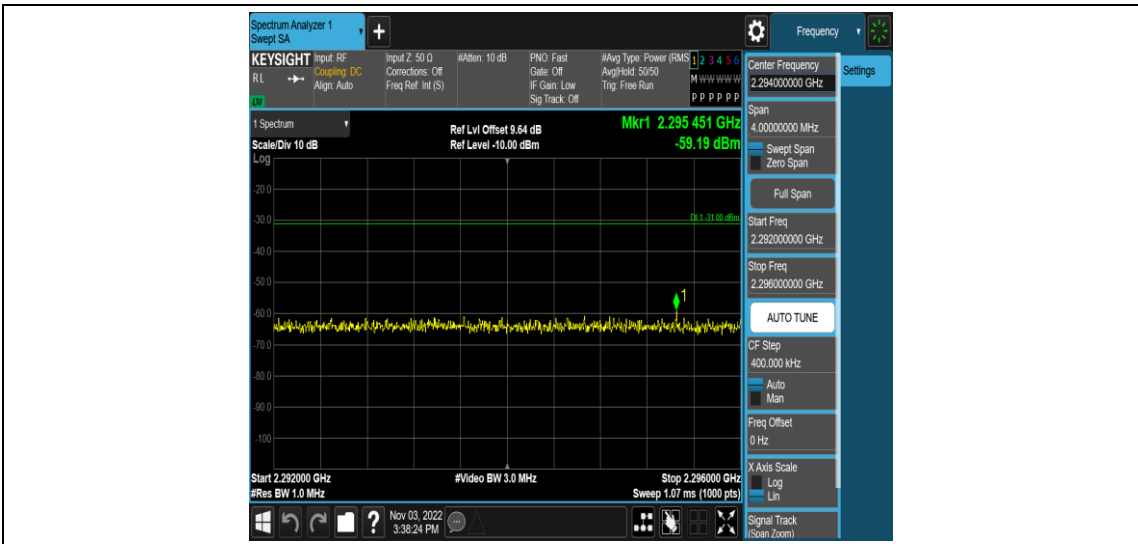 Spectrum Analyzer 1
Swept SA
+
Frequency
KEYSIGHT
RL
LXI
Input: RF
Coupling: DC
Align: Auto
Input Z: 50 Ω
Corrections: Off
Freq Ref: Int (S)
#Atten: 10 dB
PNO: Fast
Gate: Off
IF Gain: Low
Sig Track: Off
#Avg Type: Power (RMS
Avg|Hold: 50/50
Trig: Free Run
1 2 3 4 5 6
M W W W W W
P P P P P P
Center Frequency
2.294000000 GHz
Settings
Span
4.00000000 MHz
Swept Span
Zero Span
Full Span
Start Freq
2.292000000 GHz
Stop Freq
2.296000000 GHz
AUTO TUNE
CF Step
400.000 kHz
Auto
Man
Freq Offset
0 Hz
X Axis Scale
Log
Lin
Signal Track
(Span Zoom)
1 Spectrum
Scale/Div 10 dB
Log
Ref Lvl Offset 9.64 dB
Ref Level -10.00 dBm
Mkr1 2.295 451 GHz
-59.19 dBm
-20.0
-30.0
DL1 -31.00 dBm
-40.0
-50.0
1
-60.0
-70.0
-80.0
-90.0
-100
Start 2.292000 GHz
#Res BW 1.0 MHz
#Video BW 3.0 MHz
Stop 2.296000 GHz
Sweep 1.07 ms (1000 pts)
?
Nov 03, 2022
3:38:24 PM